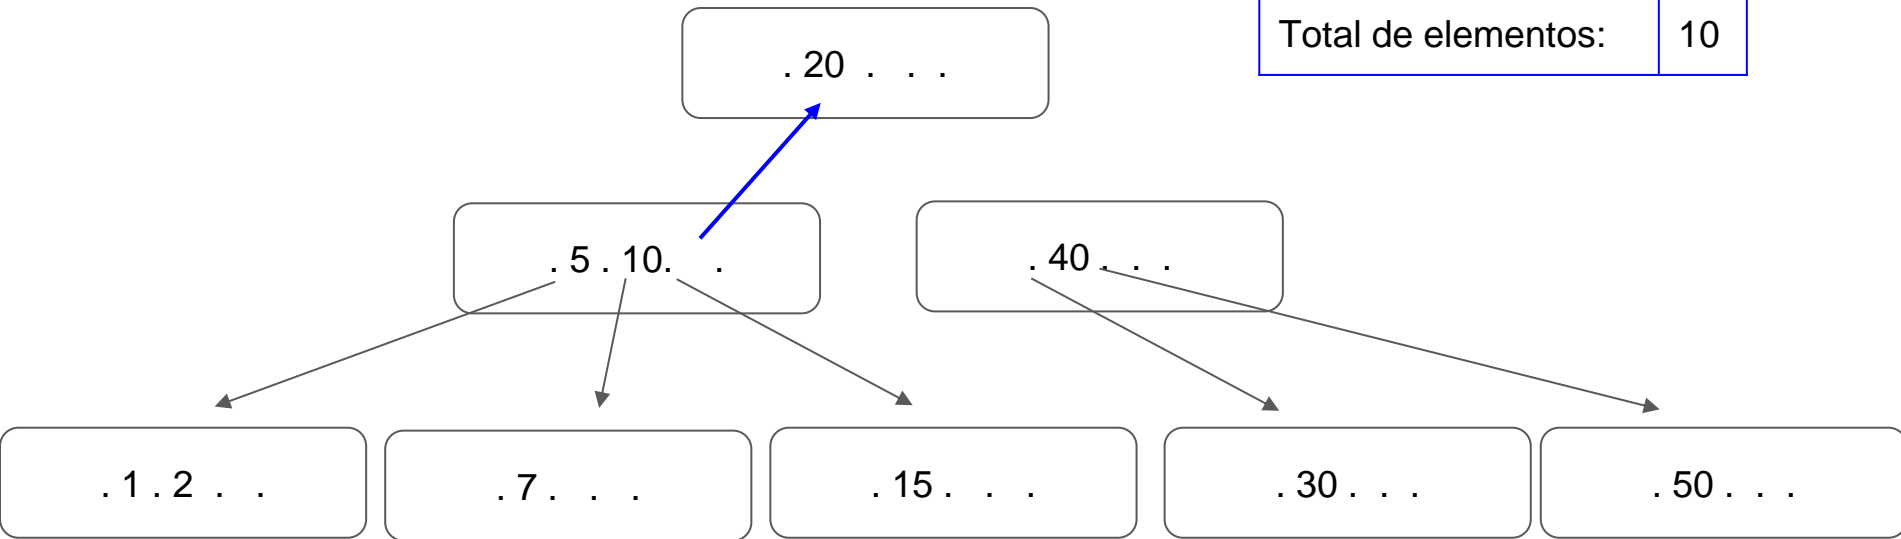 Total de elementos: 10
. 20 . . .
. 5 . 10. .
. 40 . . .
. 1 . 2 . .
. 7 . . .
. 15 . . .
. 30 . . .
. 50 . . .